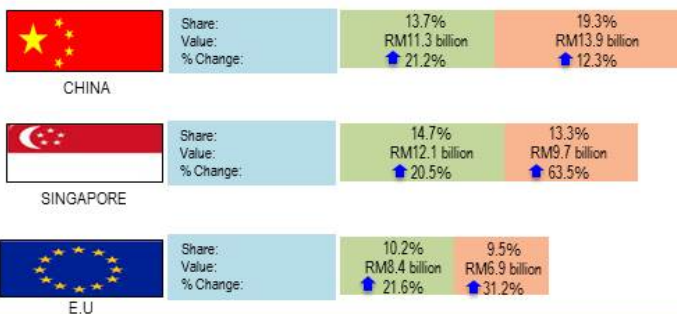 Share:
Value:
% Change:
13.7%
RM11.3 billion
21.2%
19.3%
RM13.9 billion
12.3%
CHINA
Share:
Value:
% Change:
14.7%
RM12.1 billion
20.5%
13.3%
RM9.7 billion
63.5%
SINGAPORE
Share:
Value:
% Change:
10.2%
RM8.4 billion
21.6%
9.5%
RM6.9 billion
31.2%
E.U